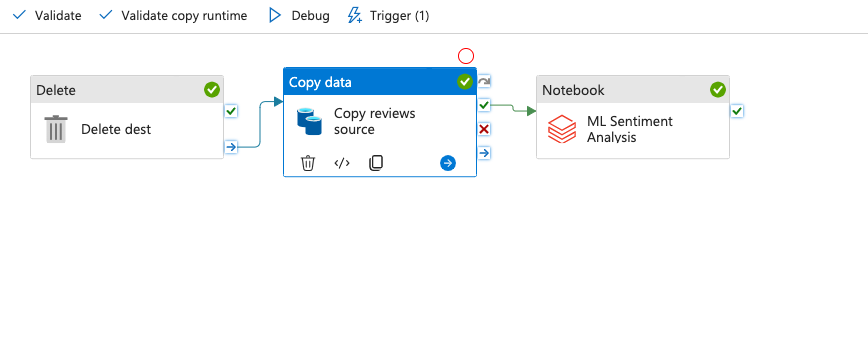 Validate
Validate copy runtime
Debug
Trigger (1)
Delete
Delete dest
Copy data
Copy reviews
source
</>
Notebook
ML Sentiment
Analysis